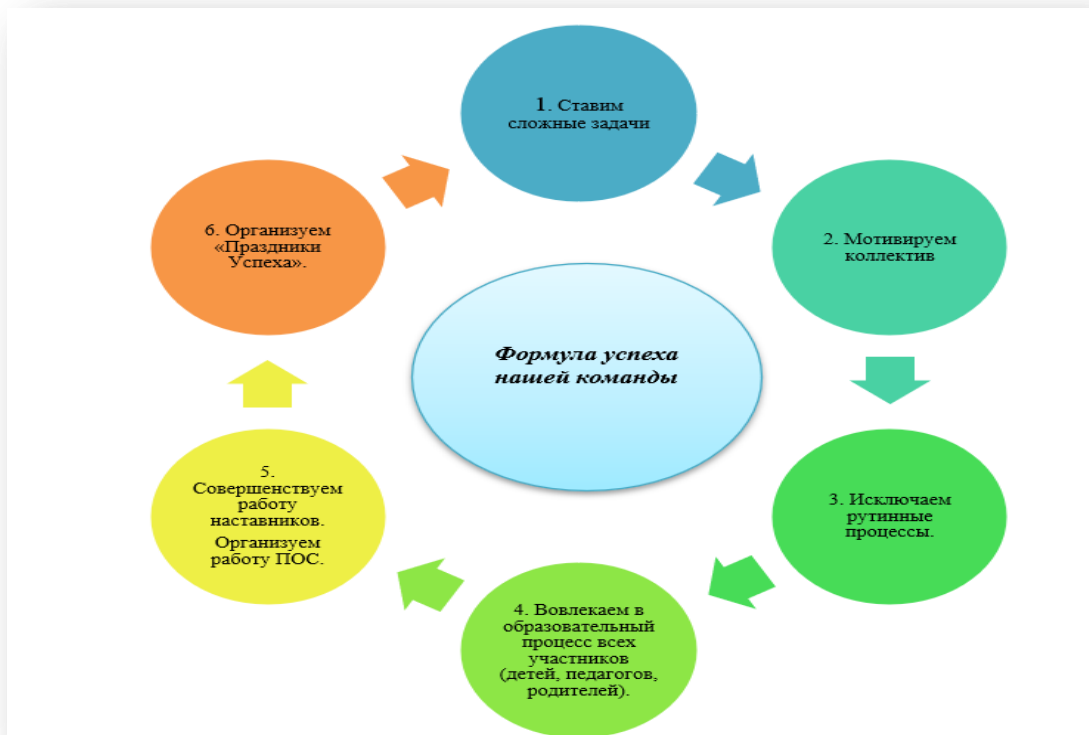 1. Ставим
сложные задачи
2. Мотивируем
коллектив
3. Исключаем
рутинные
процессы.
4. Вовлекаем в
образовательный
процесс всех
участников
(детей, педагогов,
родителей).
5.
Совершенствуем
работу
наставников.
Организуем
работу ПОС.
6. Организуем
«Праздники
Успеха».
Формула успеха
нашей команды